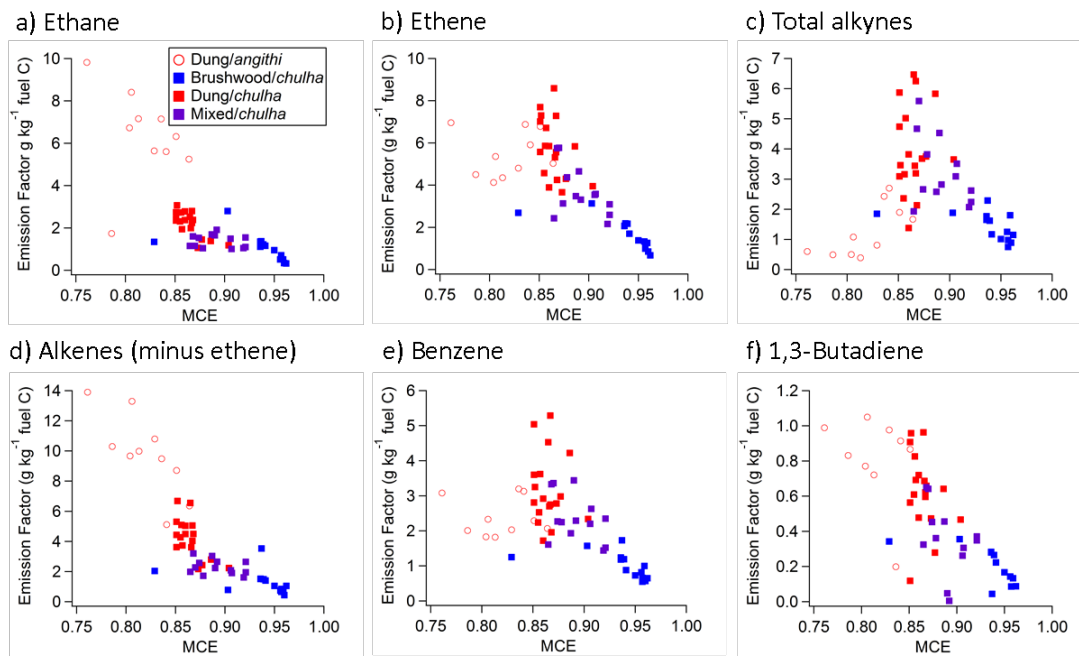 a) Ethane
Emission Factor g kg⁻¹ fuel C)
10
8
6
4
2
0
0.75 0.80 0.85 0.90 0.95 1.00
MCE
Dung/angithi
Brushwood/chulha
Dung/chulha
Mixed/chulha
b) Ethene
Emission Factor g kg⁻¹ fuel C)
10
8
6
4
2
0
0.75 0.80 0.85 0.90 0.95 1.00
MCE
c) Total alkynes
Emission Factor g kg⁻¹ fuel C)
7
6
5
4
3
2
1
0
0.75 0.80 0.85 0.90 0.95 1.00
MCE
d) Alkenes (minus ethene)
Emission Factor (g kg⁻¹ fuel C)
14
12
10
8
6
4
2
0
0.75 0.80 0.85 0.90 0.95 1.00
MCE
e) Benzene
Emission Factor (g kg⁻¹ fuel C)
6
5
4
3
2
1
0
0.75 0.80 0.85 0.90 0.95 1.00
MCE
f) 1,3-Butadiene
Emission Factor (g kg⁻¹ fuel C)
1.2
1.0
0.8
0.6
0.4
0.2
0.0
0.75 0.80 0.85 0.90 0.95 1.00
MCE